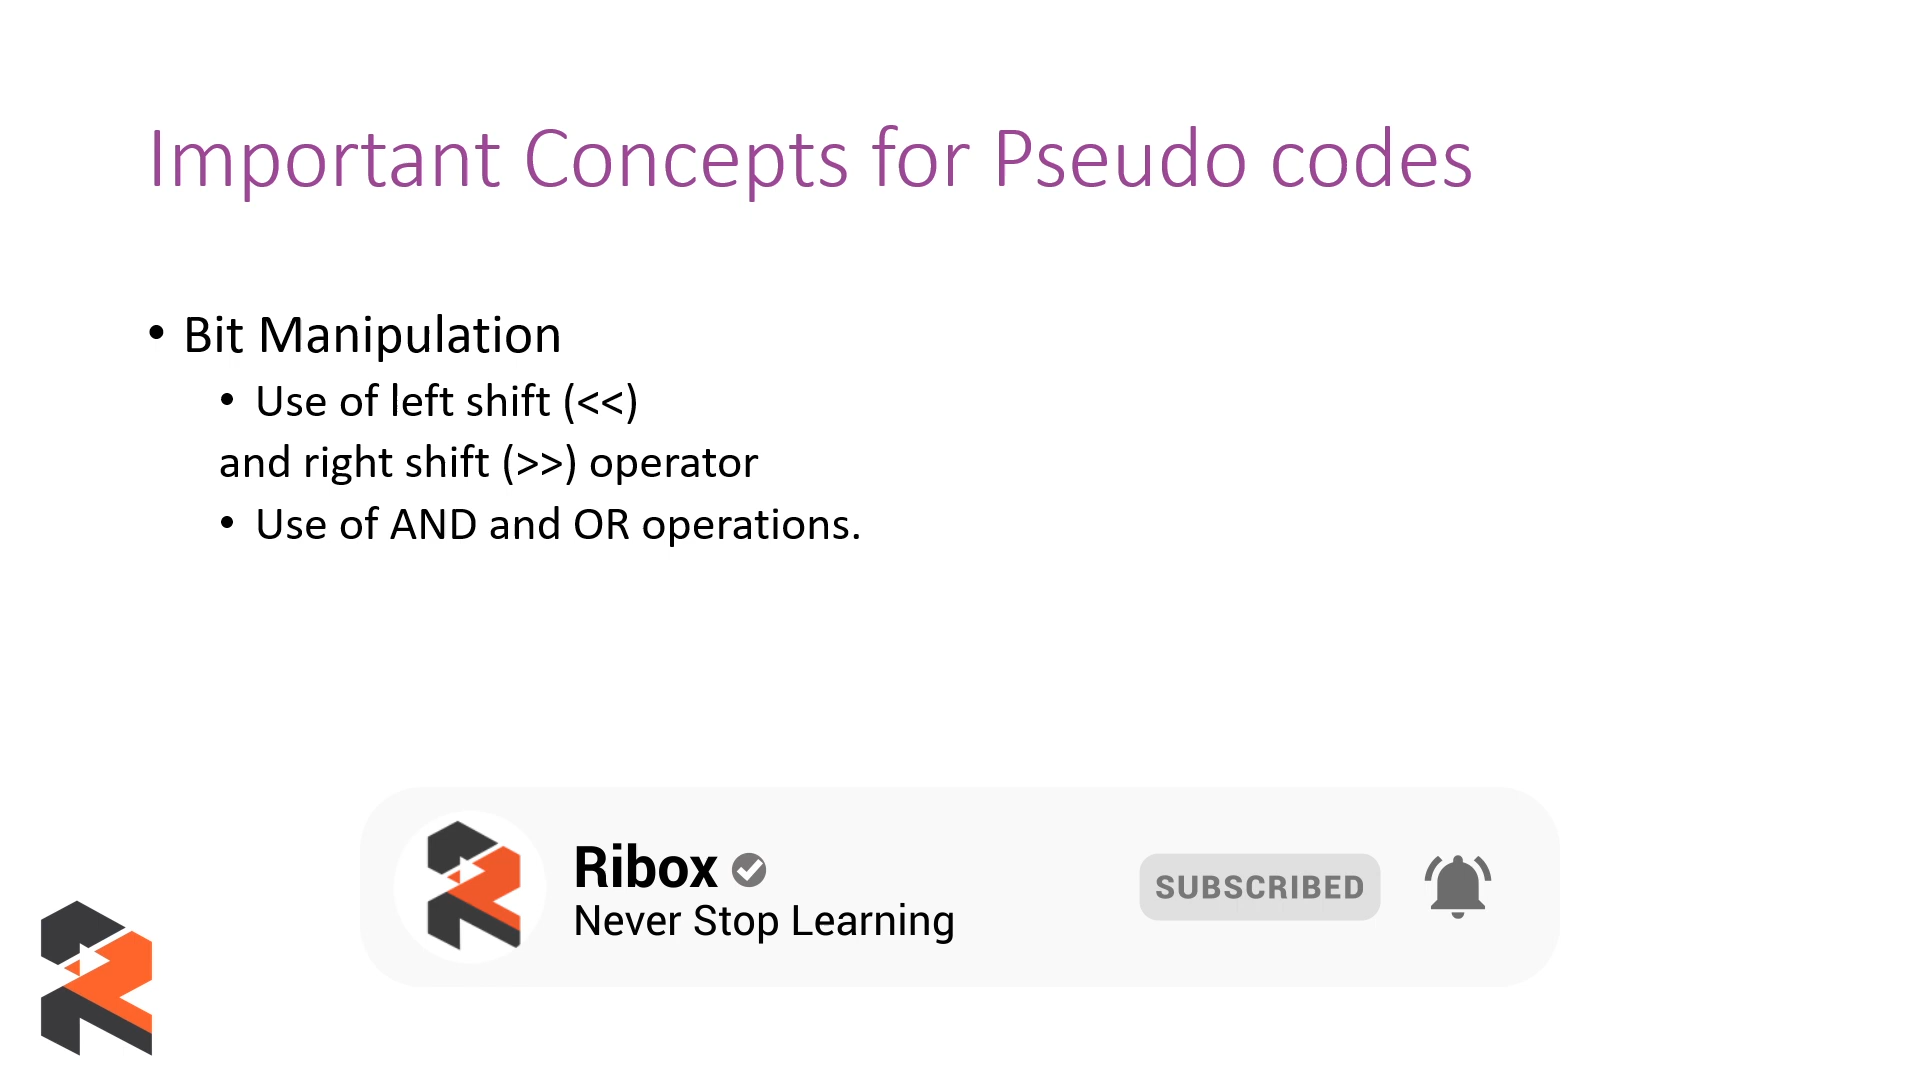 Important Concepts for Pseudo codes
• Bit Manipulation
• Use of left shift (<<)
and right shift (>>) operator
• Use of AND and OR operations.
Ribox
Never Stop Learning
SUBSCRIBED